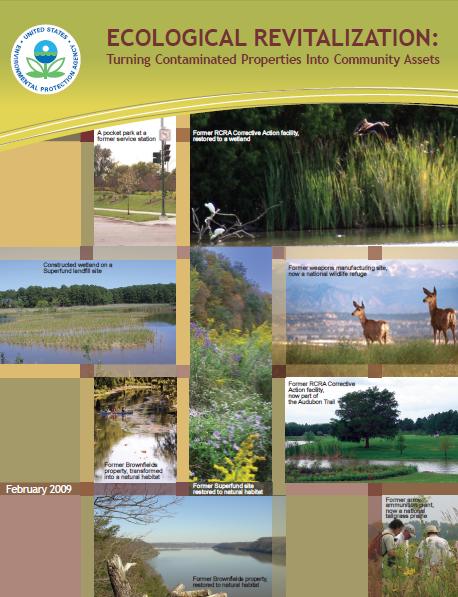 UNITED STATES
ENVIRONMENTAL PROTECTION AGENCY
ECOLOGICAL REVITALIZATION:
Turning Contaminated Properties Into Community Assets
A pocket park at a
former service station
Former RCRA Corrective Action facility,
restored to a wetland
Constructed wetland on a
Superfund landfill site
Former weapons manufacturing site,
now a national wildlife refuge
Former RCRA Corrective
Action facility,
now part of
the Audubon Trail
Former Brownfields
property, transformed
into a natural habitat
Former Superfund site
restored to natural habitat
February 2009
Former army
ammunition plant,
now a national
tallgrass prairie
Former Brownfields property,
restored to natural habitat